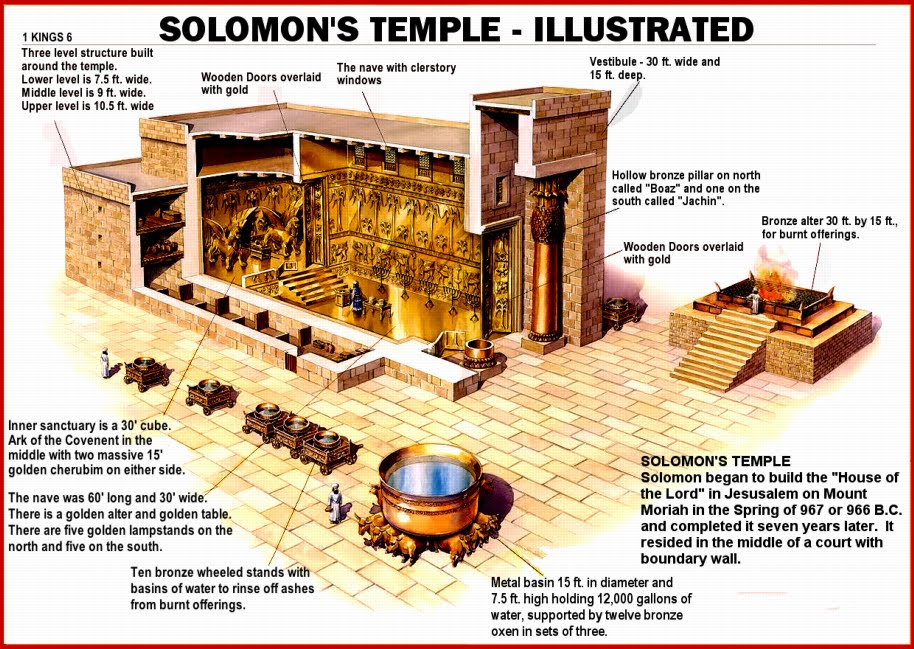 SOLOMON'S TEMPLE - ILLUSTRATED
1 KINGS 6
Three level structure built
around the temple.
Lower level is 7.5 ft. wide.
Middle level is 9 ft. wide.
Upper level is 10.5 ft. wide
Wooden Doors overlaid
with gold
The nave with clerstory
windows
Vestibule - 30 ft. wide and
15 ft. deep.
Hollow bronze pillar on north
called "Boaz" and one on the
south called "Jachin".
Wooden Doors overlaid
with gold
Bronze alter 30 ft. by 15 ft.,
for burnt offerings.
Inner sanctuary is a 30' cube.
Ark of the Covenent in the
middle with two massive 15'
golden cherubim on either side.
The nave was 60' long and 30' wide.
There is a golden alter and golden table.
There are five golden lampstands on the
north and five on the south.
Ten bronze wheeled stands with
basins of water to rinse off ashes
from burnt offerings.
Metal basin 15 ft. in diameter and
7.5 ft. high holding 12,000 gallons of
water, supported by twelve bronze
oxen in sets of three.
SOLOMON'S TEMPLE
Solomon began to build the "House of
the Lord" in Jesusalem on Mount
Moriah in the Spring of 967 or 966 B.C.
and completed it seven years later. It
resided in the middle of a court with
boundary wall.